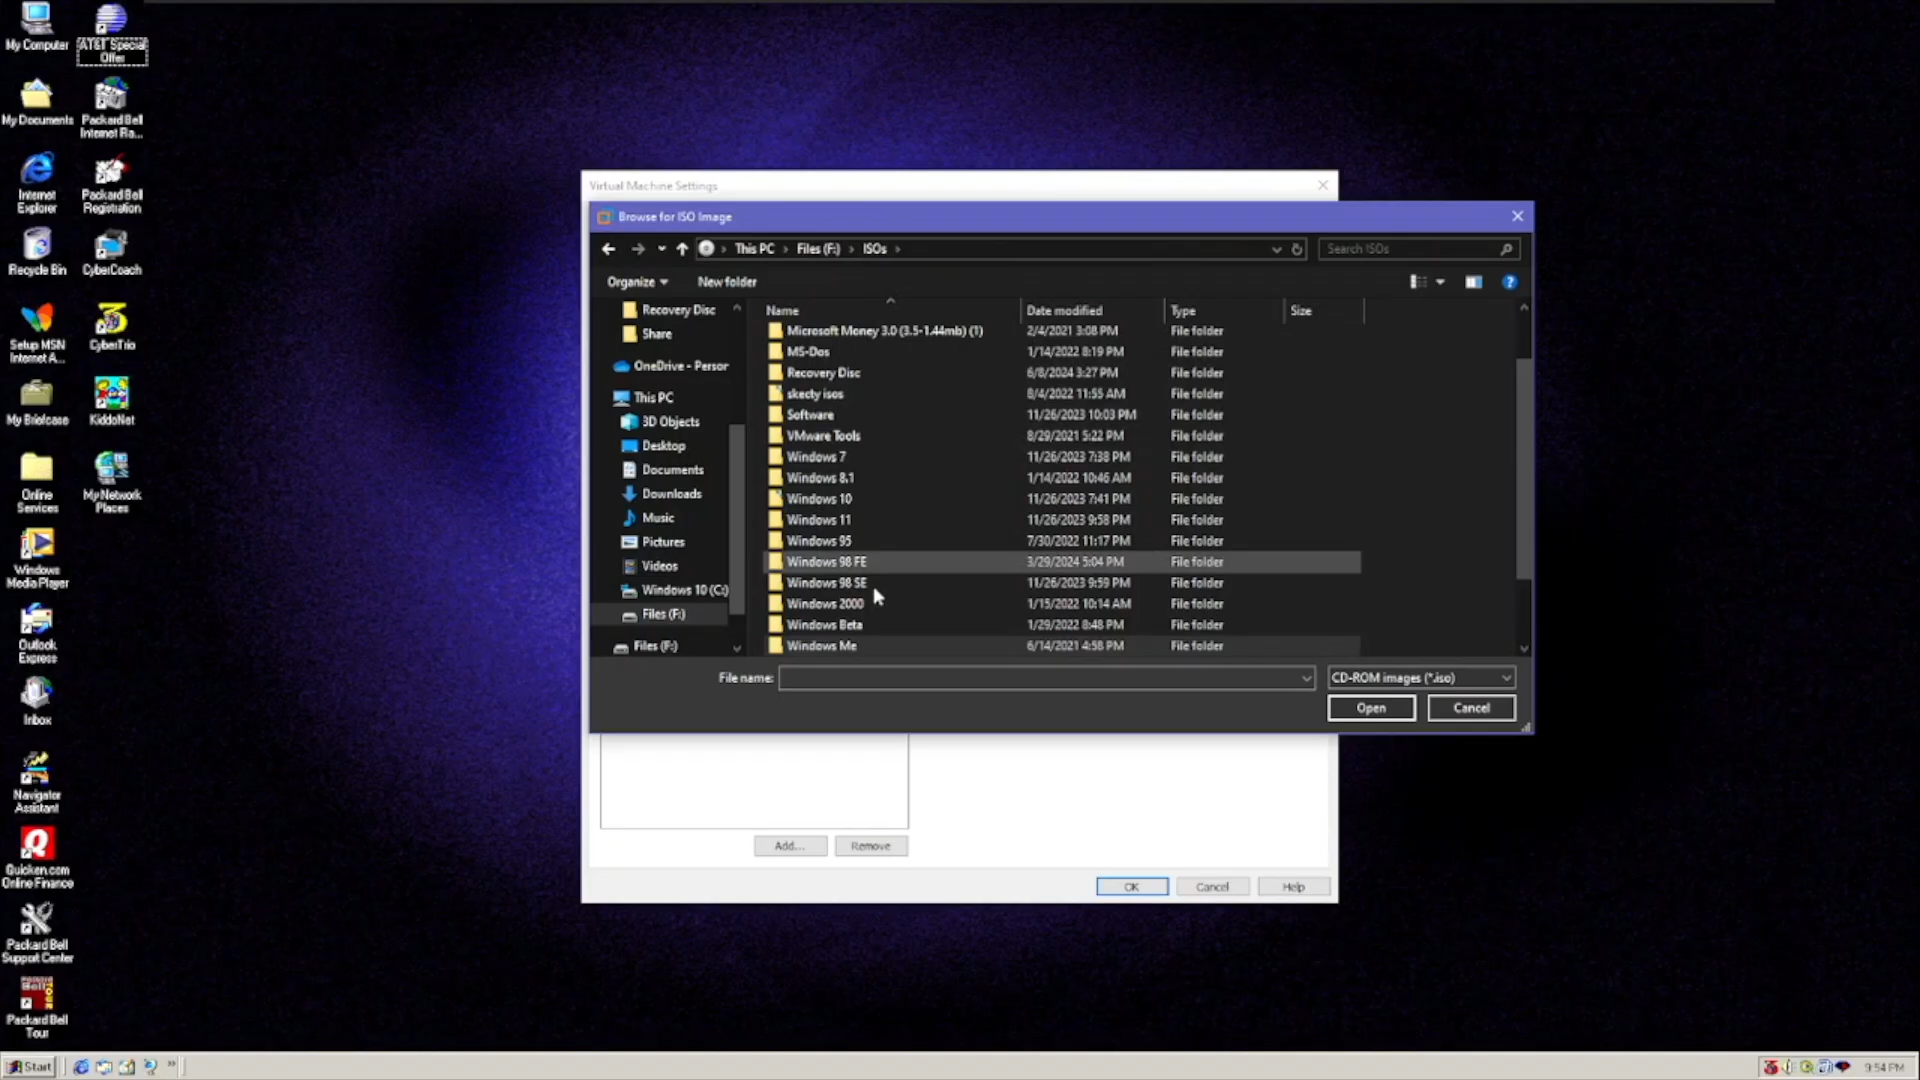 My Computer
AT&T Special
Offer
My Documents
Packard Bell
Internet Ra...
Internet
Explorer
Packard Bell
Registration
Recycle Bin
CyberCoach
Setup MSN
Internet A...
CyberTrio
My Briefcase
KiddoNet
Online
Services
My Network
Places
Windows
Media Player
Outlook
Express
Inbox
Navigator
Assistant
Quicken.com
Online Finance
Packard Bell
Support Center
Packard Bell
Tour
Virtual Machine Settings
Browse for ISO Image
This PC › Files (F:) › ISOs ›
Search ISOs
Organize
New folder
Recovery Disc
Share
OneDrive - Person
This PC
3D Objects
Desktop
Documents
Downloads
Music
Pictures
Videos
Windows 10 (C:)
Files (F:)
Files (F:)
Name Date modified Type Size
Microsoft Money 3.0 (3.5-1.44mb) (1) 2/4/2021 3:08 PM File folder
MS-Dos 1/14/2022 8:19 PM File folder
Recovery Disc 6/8/2024 3:27 PM File folder
skecty isos 8/4/2022 11:55 AM File folder
Software 11/26/2023 10:03 PM File folder
VMware Tools 8/29/2021 5:22 PM File folder
Windows 7 11/26/2023 7:38 PM File folder
Windows 8.1 1/14/2022 10:46 AM File folder
Windows 10 11/26/2023 7:41 PM File folder
Windows 11 11/26/2023 9:58 PM File folder
Windows 95 7/30/2022 11:17 PM File folder
Windows 98 FE 3/29/2024 5:04 PM File folder
Windows 98 SE 11/26/2023 9:59 PM File folder
Windows 2000 1/15/2022 10:14 AM File folder
Windows Beta 1/29/2022 8:48 PM File folder
Windows Me 6/14/2021 4:58 PM File folder
File name:
CD-ROM images (*.iso)
Open
Cancel
Add...
Remove
OK
Cancel
Help
Start
9:54 PM